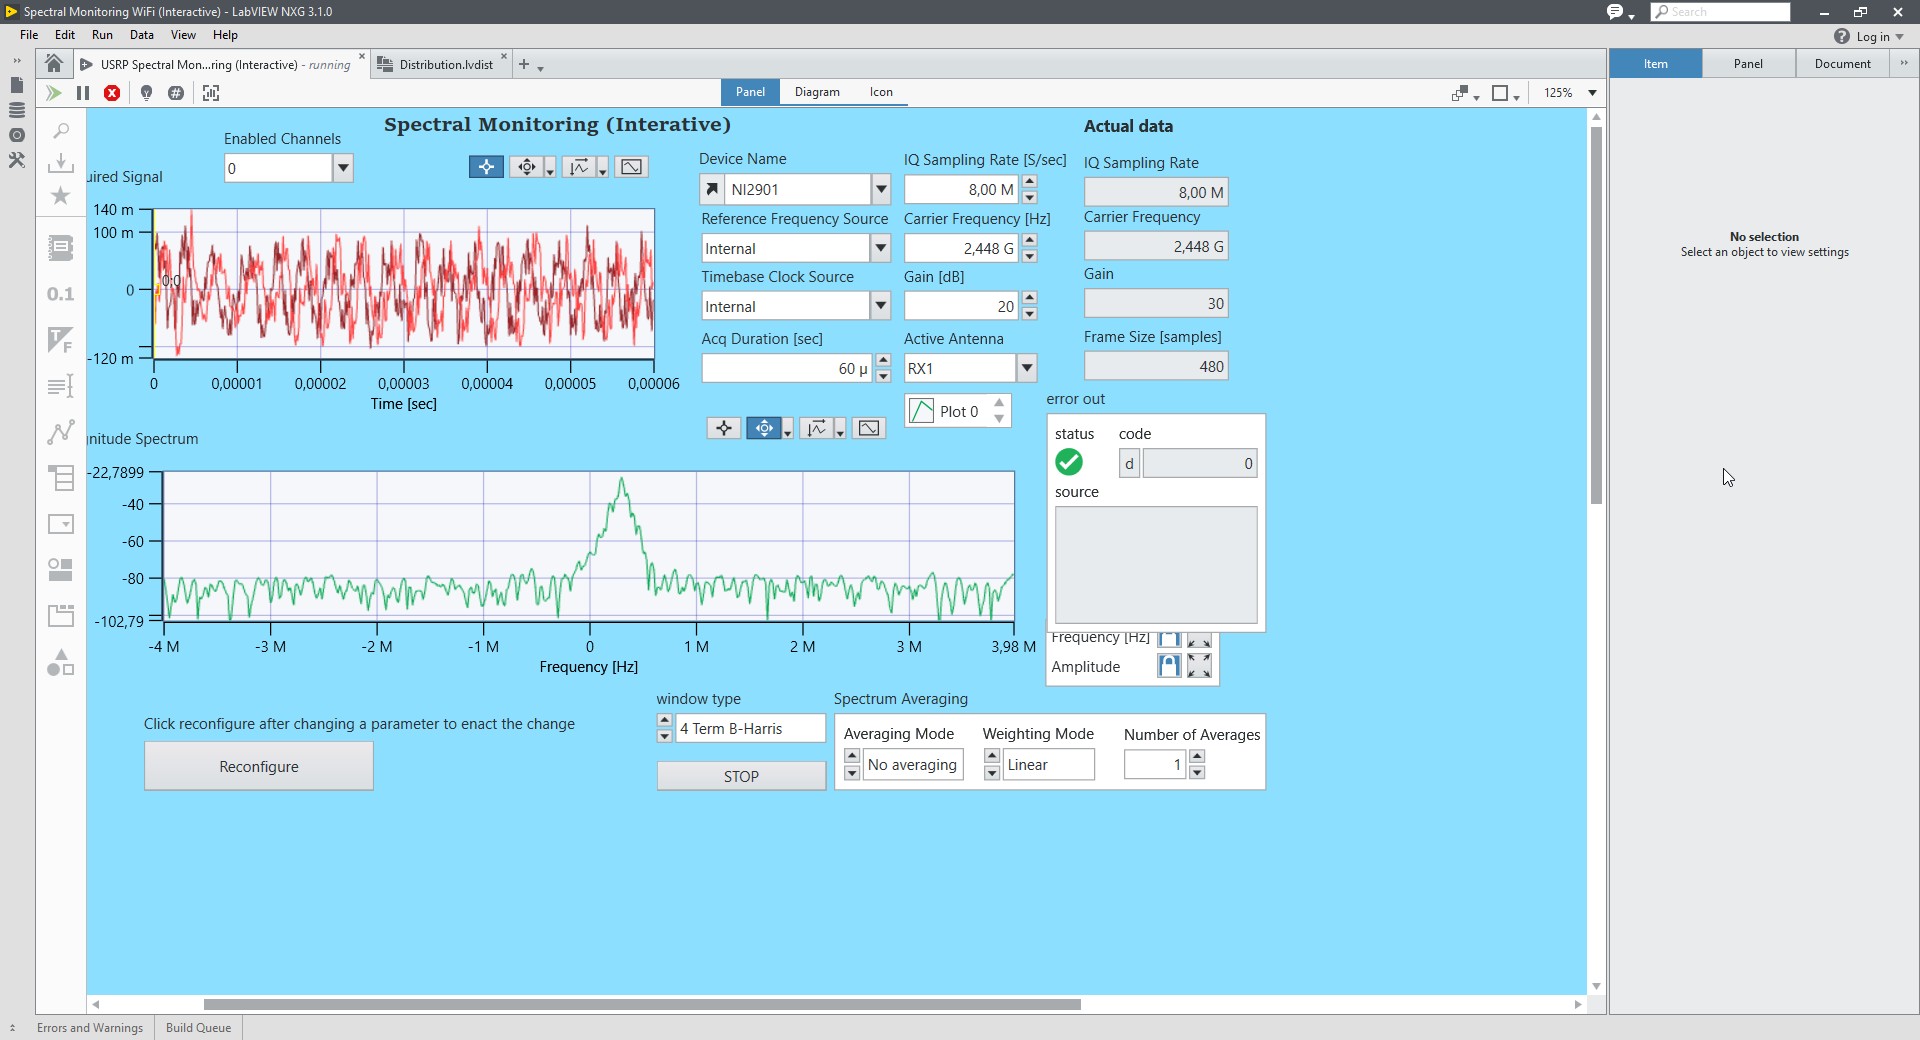 Spectral Monitoring WiFi (Interactive) - LabVIEW NXG 3.1.0
Search
File Edit Run Data View Help
Log in
USRP Spectral Mon...ring (Interactive) - running
Distribution.lvdist
Item Panel Document
Panel Diagram Icon
125%
Spectral Monitoring (Interative)
Actual data
Enabled Channels
0
uired Signal
Device Name
NI2901
IQ Sampling Rate [S/sec]
8,00 M
IQ Sampling Rate
8,00 M
Reference Frequency Source
Internal
Carrier Frequency [Hz]
2,448 G
Carrier Frequency
2,448 G
Timebase Clock Source
Internal
Gain [dB]
20
Gain
30
Acq Duration [sec]
60 µ
Active Antenna
RX1
Frame Size [samples]
480
No selection
Select an object to view settings
140 m
100 m
0
0:0
-120 m
0 0,00001 0,00002 0,00003 0,00004 0,00005 0,00006
Time [sec]
Plot 0
error out
status code
d 0
source
0.1
T
F
gnitude Spectrum
-22,7899
-40
-60
-80
-102,79
-4 M -3 M -2 M -1 M 0 1 M 2 M 3 M 3,98 M
Frequency [Hz]
Frequency [Hz]
Amplitude
window type
4 Term B-Harris
Spectrum Averaging
Averaging Mode Weighting Mode Number of Averages
No averaging Linear 1
Click reconfigure after changing a parameter to enact the change
Reconfigure
STOP
Errors and Warnings Build Queue